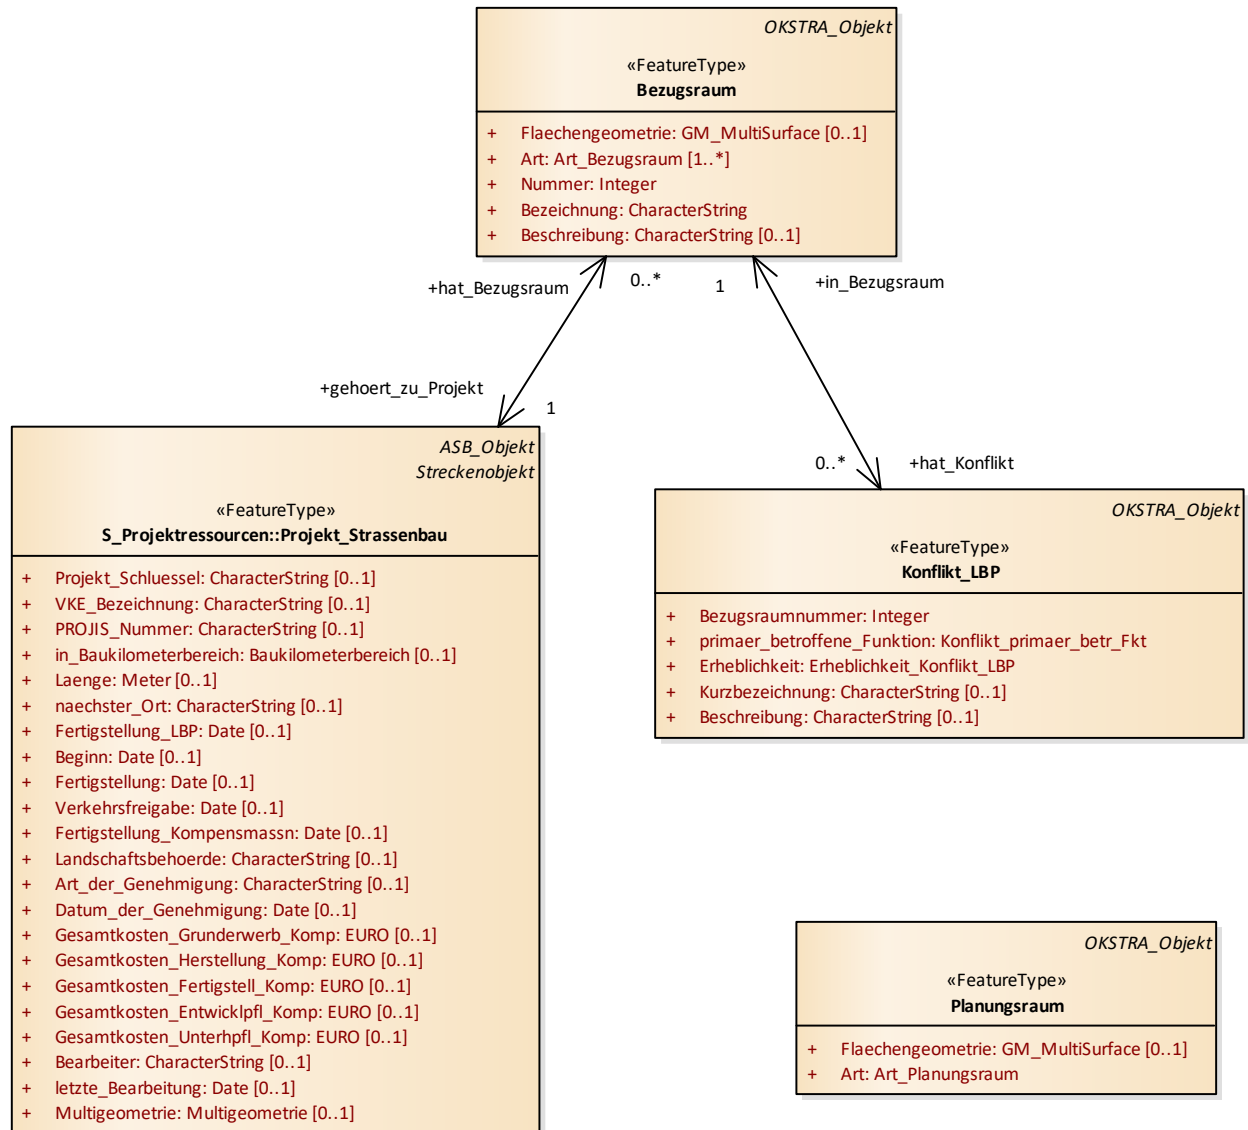 OKSTRA_Objekt
«FeatureType»
Bezugsraum
+ Flaechengeometrie: GM_MultiSurface [0..1]
+ Art: Art_Bezugsraum [1..*]
+ Nummer: Integer
+ Bezeichnung: CharacterString
+ Beschreibung: CharacterString [0..1]
+hat_Bezugsraum 0..* 1 +in_Bezugsraum
+gehoert_zu_Projekt
1
0..* +hat_Konflikt
ASB_Objekt
Streckenobjekt
«FeatureType»
S_Projektressourcen::Projekt_Strassenbau
+ Projekt_Schluessel: CharacterString [0..1]
+ VKE_Bezeichnung: CharacterString [0..1]
+ PROJIS_Nummer: CharacterString [0..1]
+ in_Baukilometerbereich: Baukilometerbereich [0..1]
+ Laenge: Meter [0..1]
+ naechster_Ort: CharacterString [0..1]
+ Fertigstellung_LBP: Date [0..1]
+ Beginn: Date [0..1]
+ Fertigstellung: Date [0..1]
+ Verkehrsfreigabe: Date [0..1]
+ Fertigstellung_Kompensmassn: Date [0..1]
+ Landschaftsbehoerde: CharacterString [0..1]
+ Art_der_Genehmigung: CharacterString [0..1]
+ Datum_der_Genehmigung: Date [0..1]
+ Gesamtkosten_Grunderwerb_Komp: EURO [0..1]
+ Gesamtkosten_Herstellung_Komp: EURO [0..1]
+ Gesamtkosten_Fertigstell_Komp: EURO [0..1]
+ Gesamtkosten_Entwicklpfl_Komp: EURO [0..1]
+ Gesamtkosten_Unterhpfl_Komp: EURO [0..1]
+ Bearbeiter: CharacterString [0..1]
+ letzte_Bearbeitung: Date [0..1]
+ Multigeometrie: Multigeometrie [0..1]
OKSTRA_Objekt
«FeatureType»
Konflikt_LBP
+ Bezugsraumnummer: Integer
+ primaer_betroffene_Funktion: Konflikt_primaer_betr_Fkt
+ Erheblichkeit: Erheblichkeit_Konflikt_LBP
+ Kurzbezeichnung: CharacterString [0..1]
+ Beschreibung: CharacterString [0..1]
OKSTRA_Objekt
«FeatureType»
Planungsraum
+ Flaechengeometrie: GM_MultiSurface [0..1]
+ Art: Art_Planungsraum